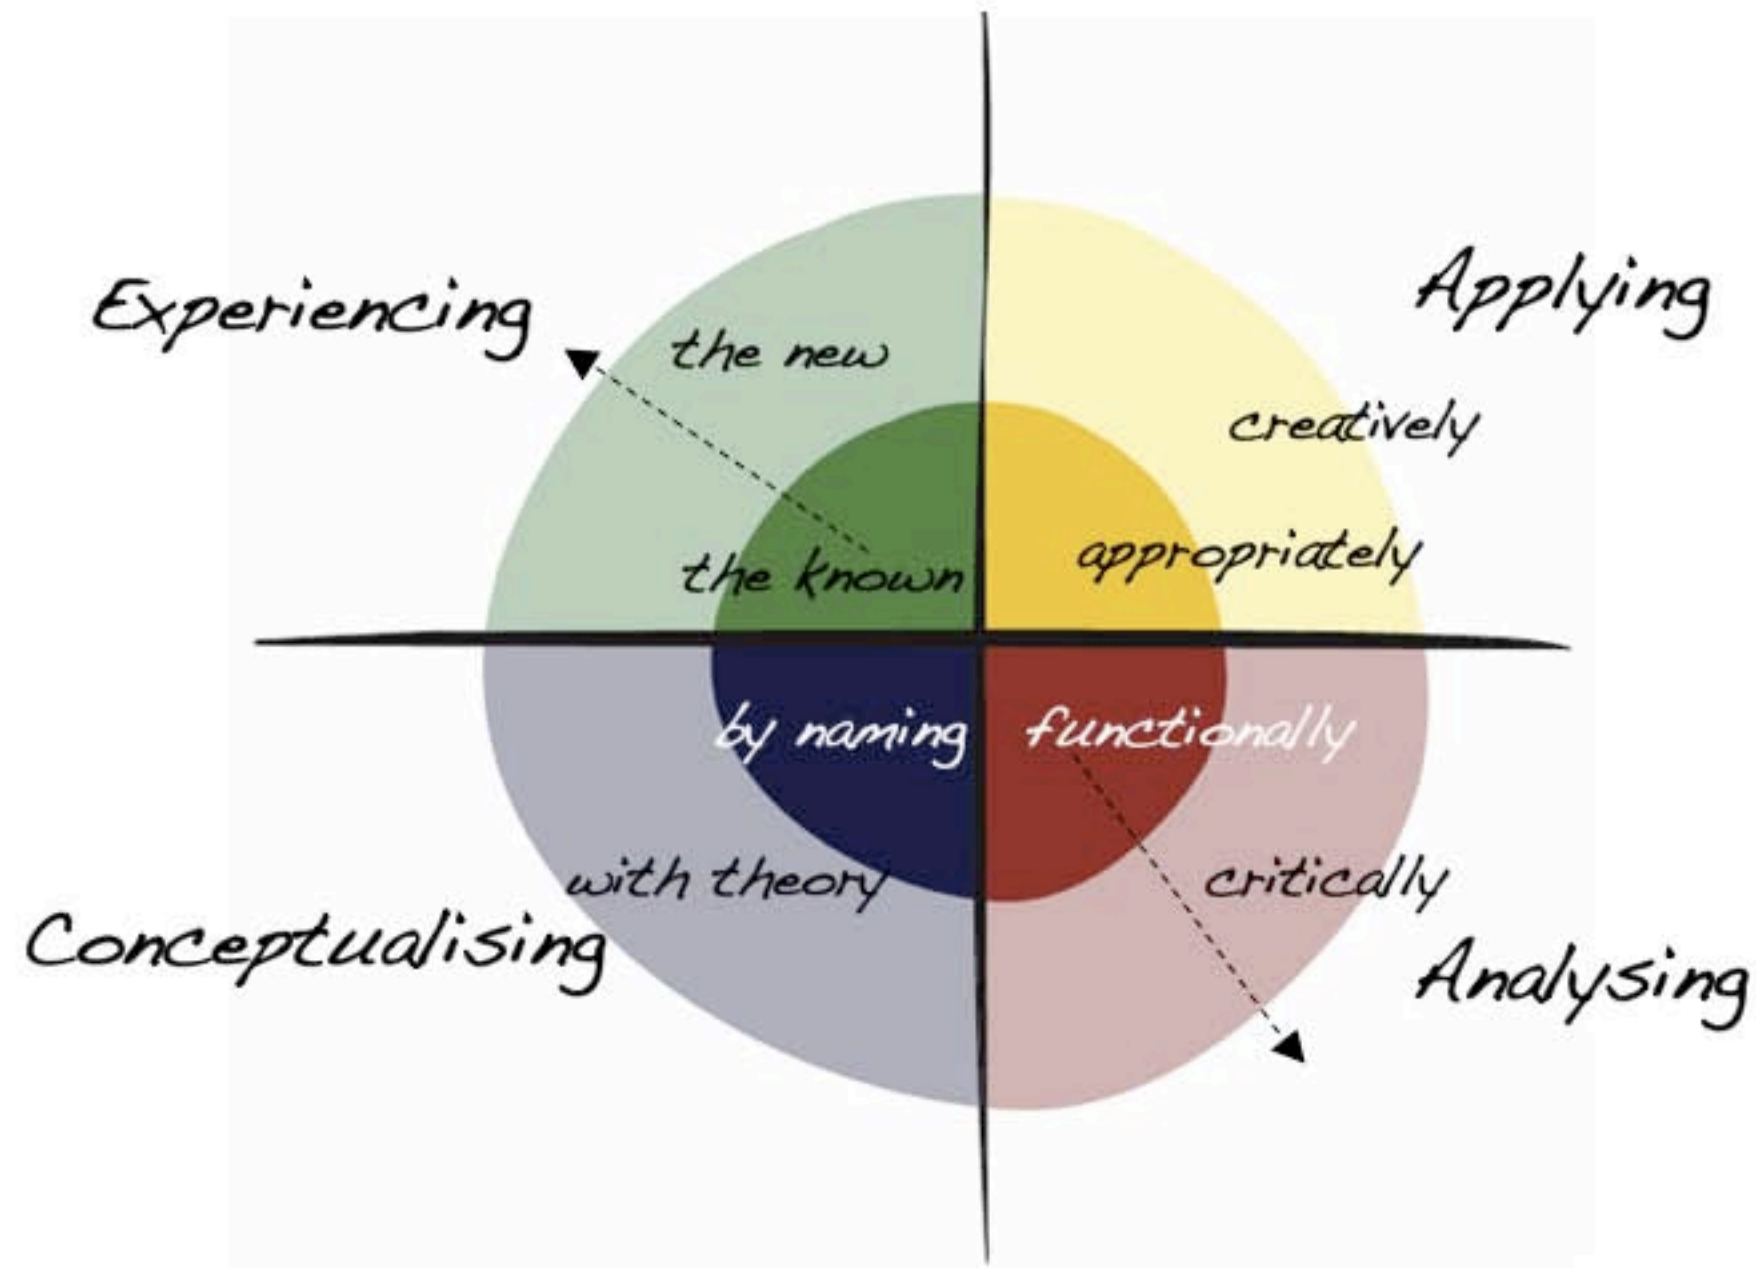 Experiencing
the new
the known
Applying
creatively
appropriately
by naming
with theory
Conceptualising
functionally
critically
Analysing